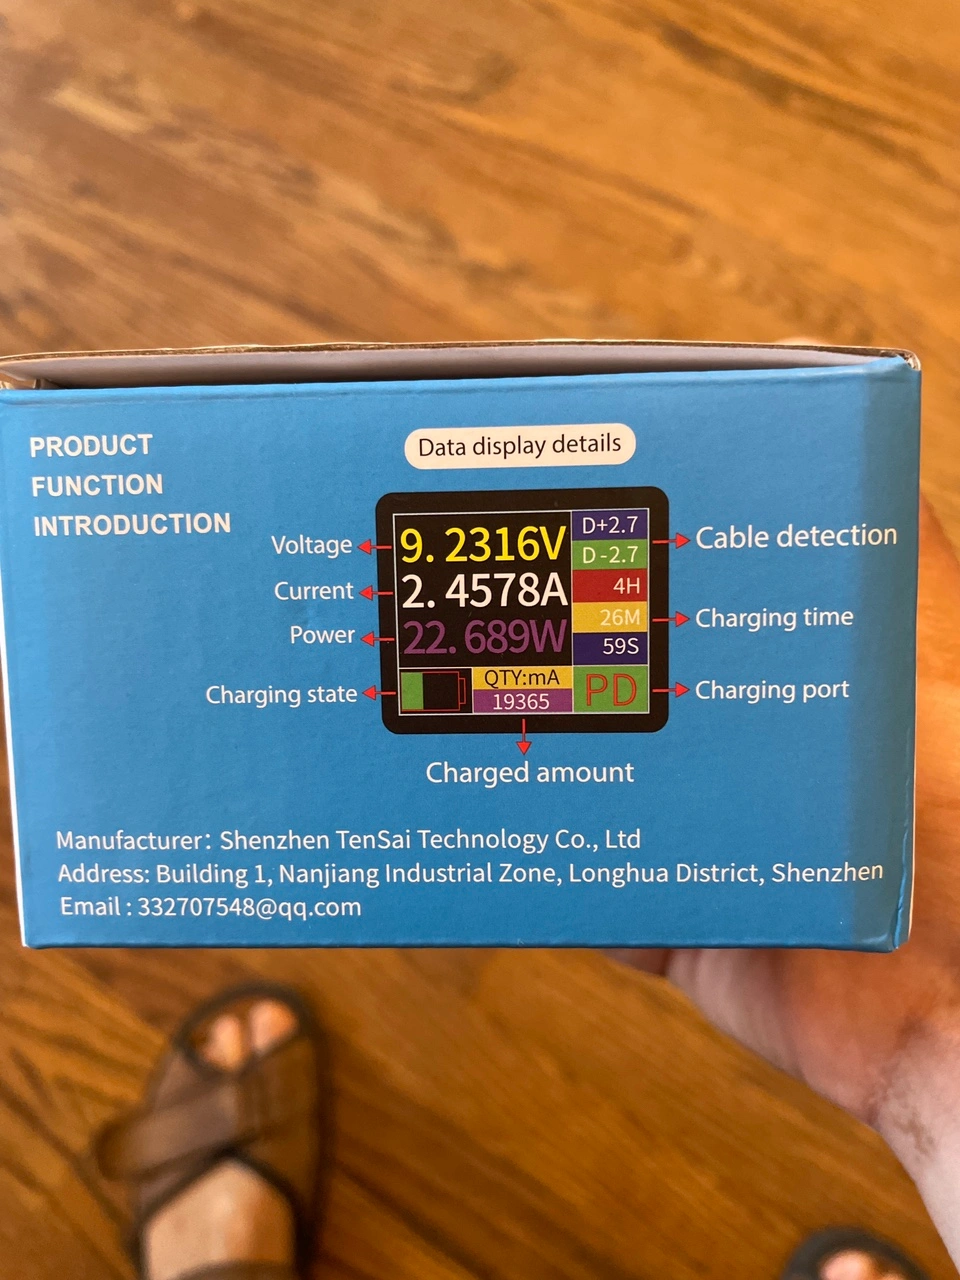 PRODUCT
FUNCTION
INTRODUCTION
Data display details
Voltage
Current
Power
Charging state
9.2316V
2.4578A
22.689W
QTY:mA
19365
D+2.7
D-2.7
4H
26M
59S
PD
Cable detection
Charging time
Charging port
Charged amount
Manufacturer: Shenzhen TenSai Technology Co., Ltd
Address: Building 1, Nanjiang Industrial Zone, Longhua District, Shenzhen
Email : 332707548@qq.com